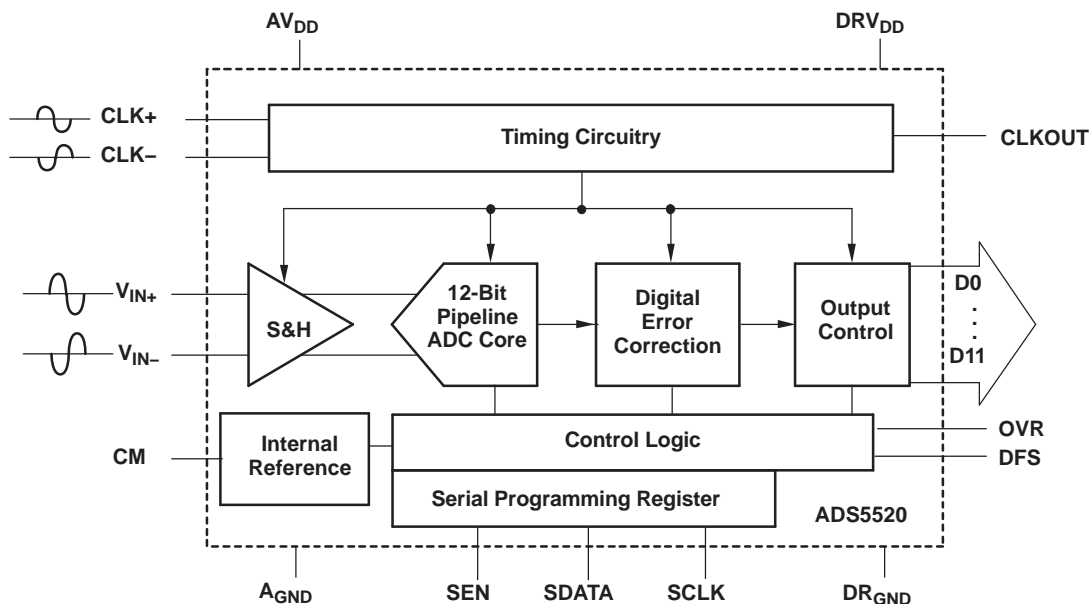 AVDD
DRVDD
CLK+
CLK−
Timing Circuitry
CLKOUT
VIN+
VIN−
S&H
12-Bit
Pipeline
ADC Core
Digital
Error
Correction
Output
Control
D0
.
.
.
.
D11
Internal
Reference
CM
Control Logic
OVR
DFS
Serial Programming Register
ADS5520
AGND
SEN
SDATA
SCLK
DRGND